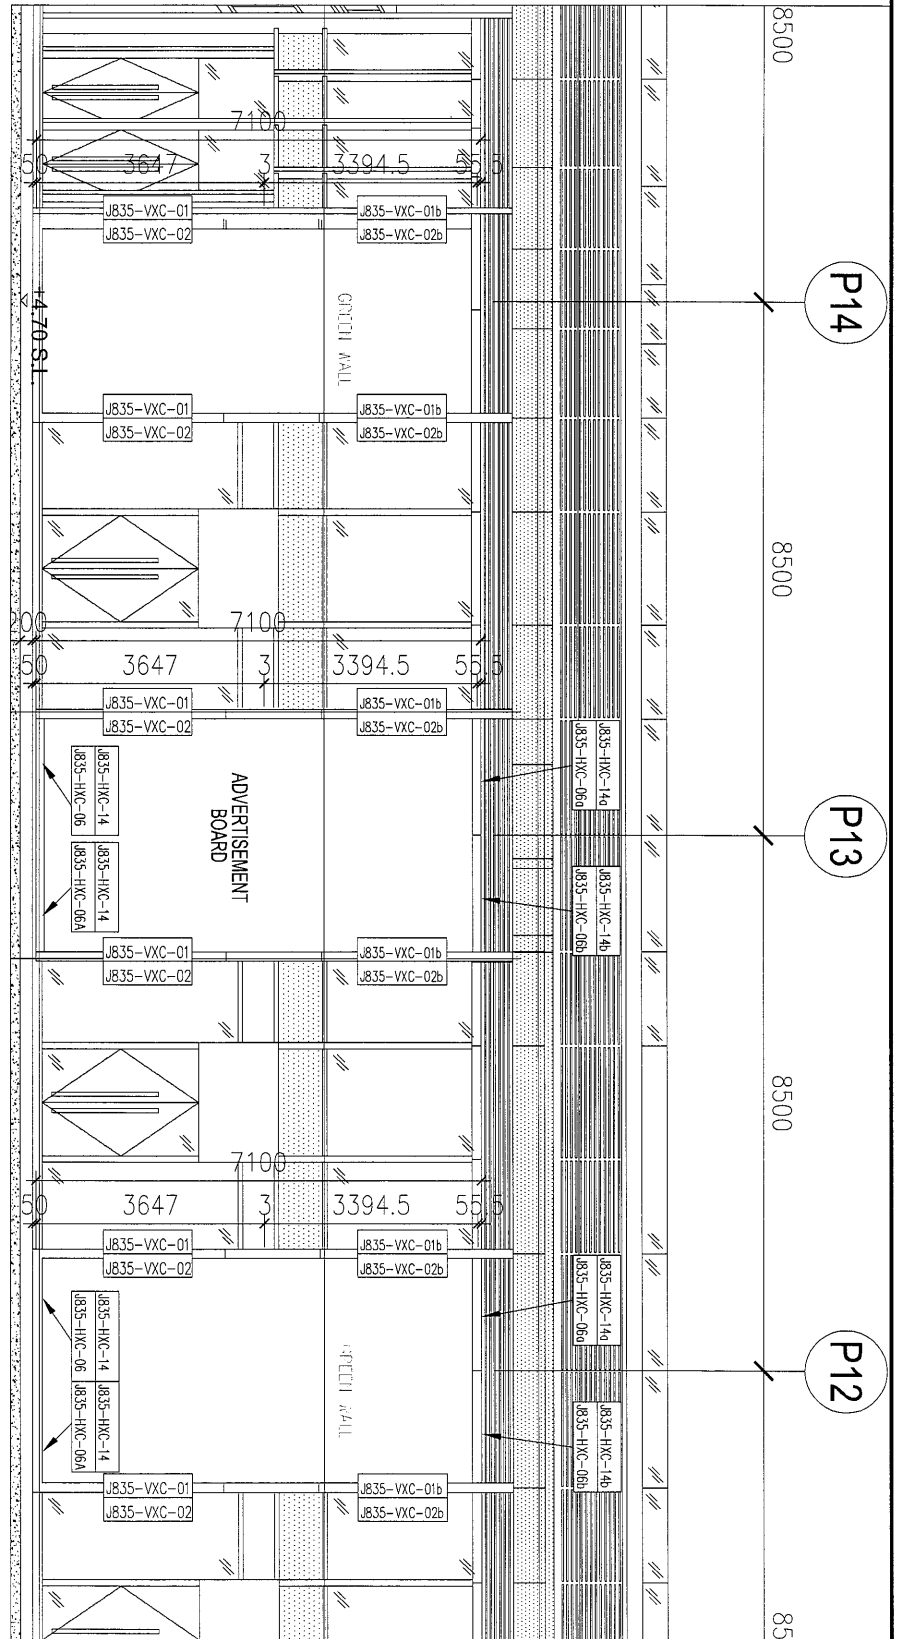 8500
8500
8500
85
P14
P13
P12
7100
50
3647
3
3394.5
55.5
J835-VXC-01
J835-VXC-02
J835-VXC-01b
J835-VXC-02b
+4.70 S.L.
GREEN WALL
J835-VXC-01
J835-VXC-02
J835-VXC-01b
J835-VXC-02b
200
7100
50
3647
3
3394.5
55.5
J835-VXC-01
J835-VXC-02
J835-VXC-01b
J835-VXC-02b
J835-HXC-14a
J835-HXC-06a
J835-HXC-14b
J835-HXC-06b
ADVERTISEMENT
BOARD
J835-HXC-14
J835-HXC-06
J835-HXC-14
J835-HXC-06A
J835-VXC-01
J835-VXC-02
J835-VXC-01b
J835-VXC-02b
7100
50
3647
3
3394.5
55.5
J835-VXC-01
J835-VXC-02
J835-VXC-01b
J835-VXC-02b
J835-HXC-14a
J835-HXC-06a
J835-HXC-14b
J835-HXC-06b
GREEN WALL
J835-HXC-14
J835-HXC-06
J835-HXC-14
J835-HXC-06A
J835-VXC-01
J835-VXC-02
J835-VXC-01b
J835-VXC-02b